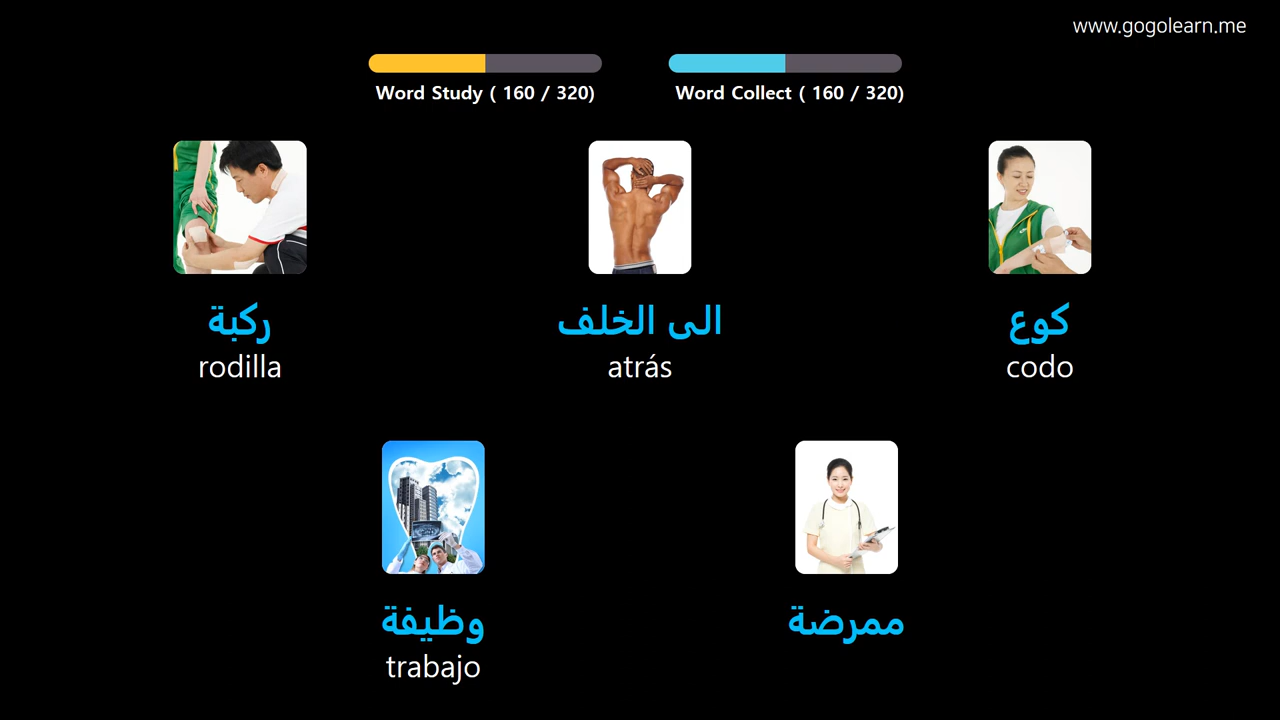 www.gogolearn.me
Word Study ( 160 / 320)
Word Collect ( 160 / 320)
ركبة
rodilla
الى الخلف
atrás
كوع
codo
وظيفة
trabajo
ممرضة